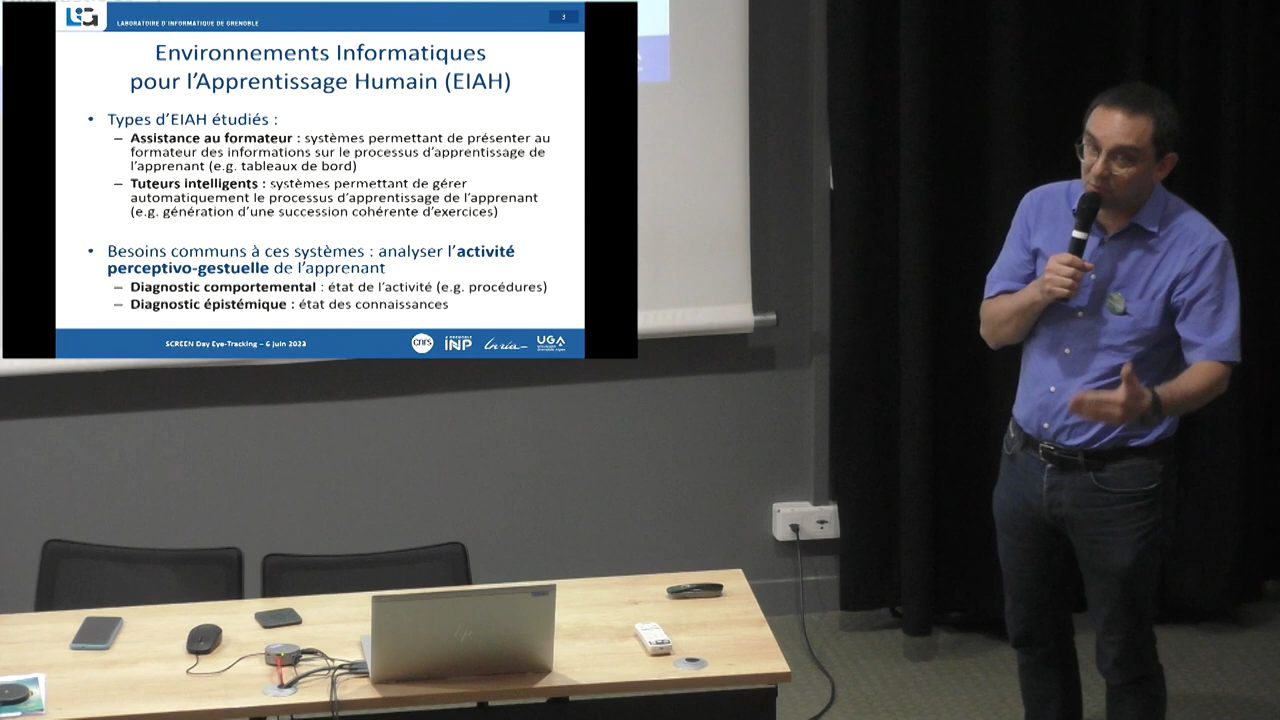 LIG
LABORATOIRE D'INFORMATIQUE DE GRENOBLE
3
Environnements Informatiques
pour l'Apprentissage Humain (EIAH)
• Types d'EIAH étudiés :
– Assistance au formateur : systèmes permettant de présenter au
formateur des informations sur le processus d'apprentissage de
l'apprenant (e.g. tableaux de bord)
– Tuteurs intelligents : systèmes permettant de gérer
automatiquement le processus d'apprentissage de l'apprenant
(e.g. génération d'une succession cohérente d'exercices)
• Besoins communs à ces systèmes : analyser l'activité
perceptivo-gestuelle de l'apprenant
– Diagnostic comportemental : état de l'activité (e.g. procédures)
– Diagnostic épistémique : état des connaissances
SCREEN Day Eye-Tracking – 6 juin 2023
cnrs
INP
Inria
UGA
hp